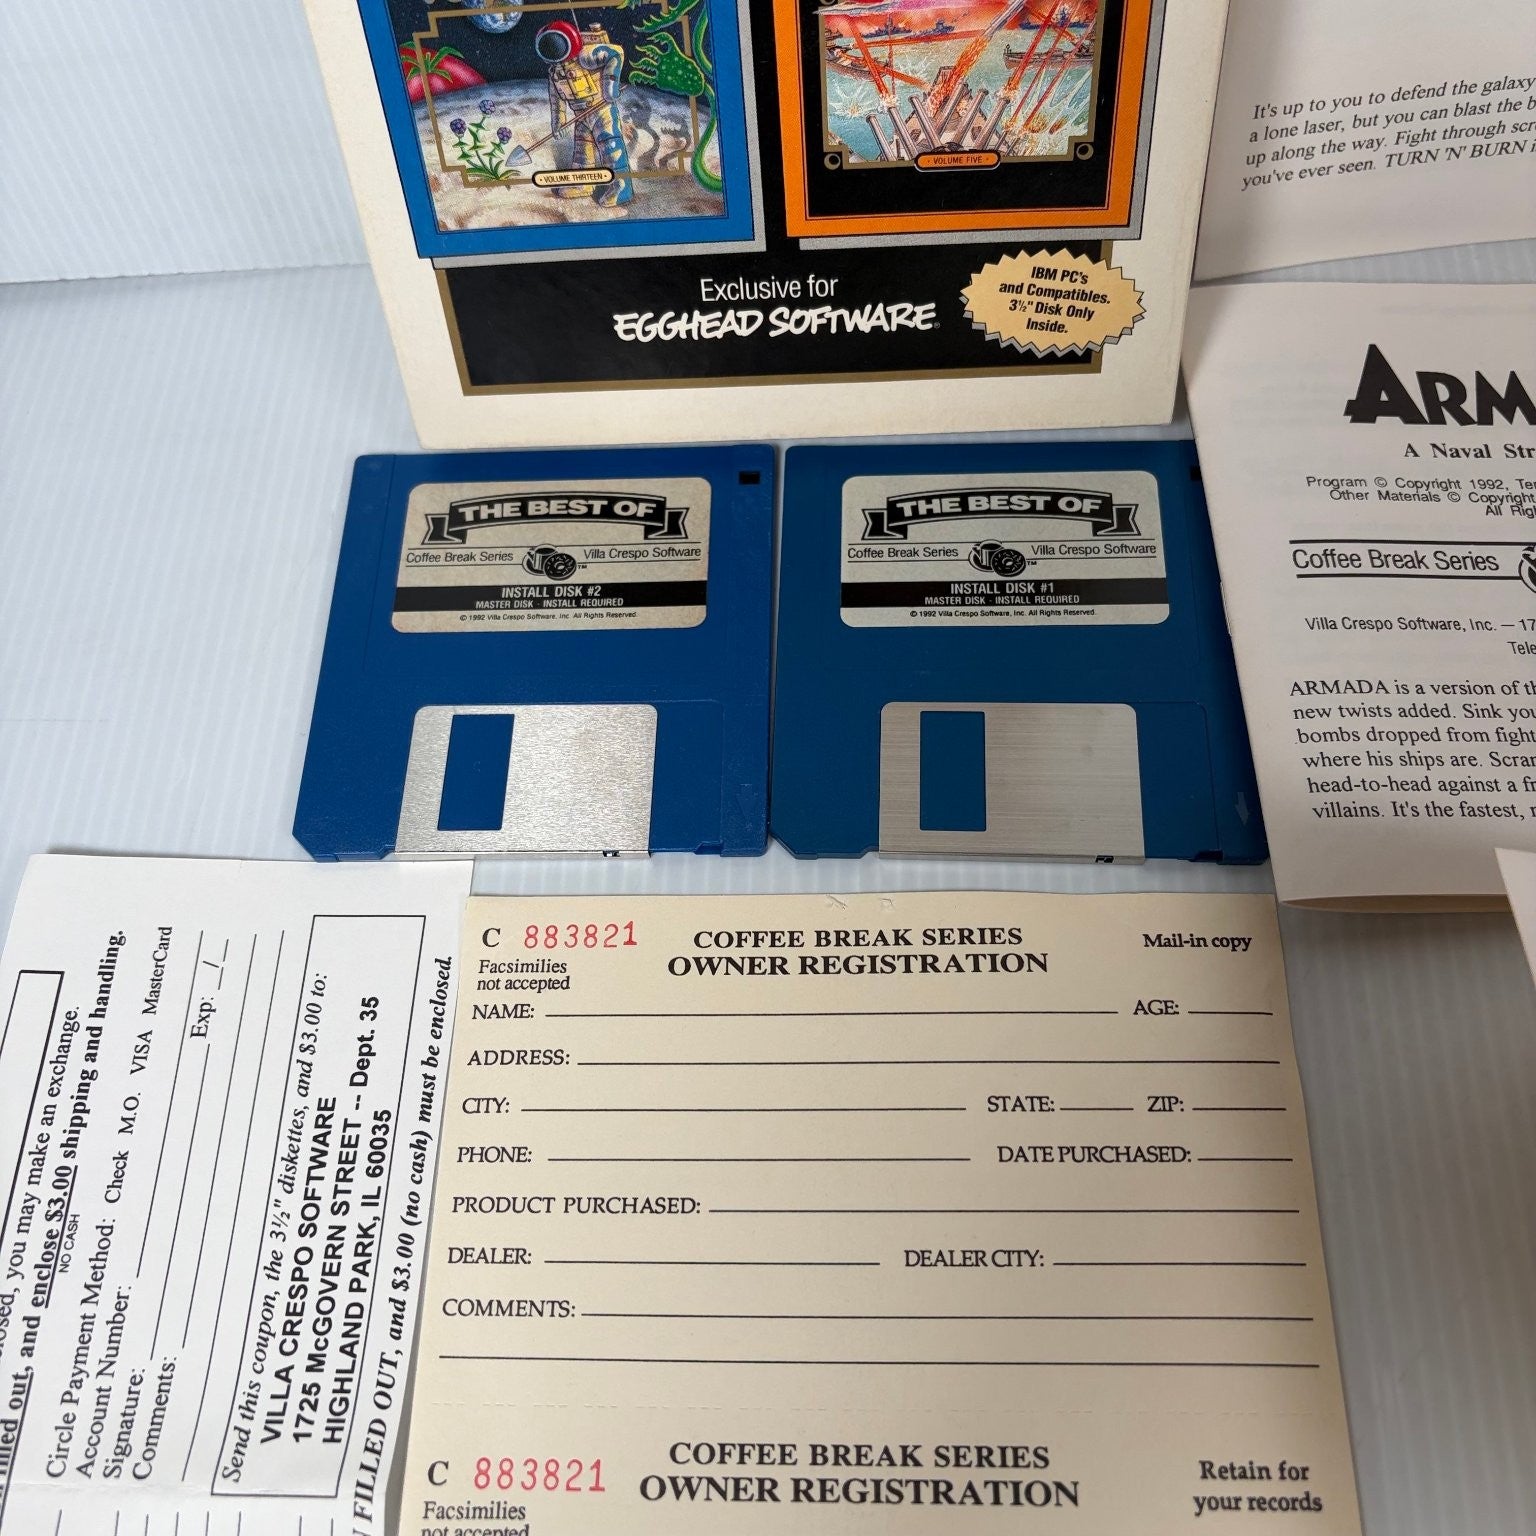 VOLUME THIRTEEN
VOLUME FIVE
Exclusive for
EGGHEAD SOFTWARE
IBM PC's
and Compatibles.
3½" Disk Only
Inside.
It's up to you to defend the galaxy
a lone laser, but you can blast the
up along the way. Fight through
you've ever seen. TURN 'N' BURN
THE BEST OF
Coffee Break Series Villa Crespo Software
TM
INSTALL DISK #2
MASTER DISK - INSTALL REQUIRED
© 1992 Villa Crespo Software, Inc. All Rights Reserved.
THE BEST OF
Coffee Break Series Villa Crespo Software
TM
INSTALL DISK #1
MASTER DISK - INSTALL REQUIRED
© 1992 Villa Crespo Software, Inc. All Rights Reserved.
A Naval
Program © Copyright 1992,
Other Materials © Copyright
All
Coffee Break Series
Villa Crespo Software, Inc. — 17
ARMADA is a version of
new twists added. Sink
bombs dropped from
where his ships are.
head-to-head against a
villains. It's the fastest,
you may make an exchange.
filled out, and enclose $3.00 shipping and handling.
NO CASH
Circle Payment Method: Check M.O. VISA MasterCard
Account Number: Exp: /
Signature:
Comments:
Send this coupon, the 3½" diskettes, and $3.00 to:
VILLA CRESPO SOFTWARE
1725 McGOVERN STREET -- Dept. 35
HIGHLAND PARK, IL 60035
FILLED OUT, and $3.00 (no cash) must be enclosed.
C 883821
Facsimilies
not accepted
COFFEE BREAK SERIES
OWNER REGISTRATION
Mail-in copy
NAME: AGE:
ADDRESS:
CITY: STATE: ZIP:
PHONE: DATE PURCHASED:
PRODUCT PURCHASED:
DEALER: DEALER CITY:
COMMENTS:
C 883821
Facsimilies
not accepted
COFFEE BREAK SERIES
OWNER REGISTRATION
Retain for
your records